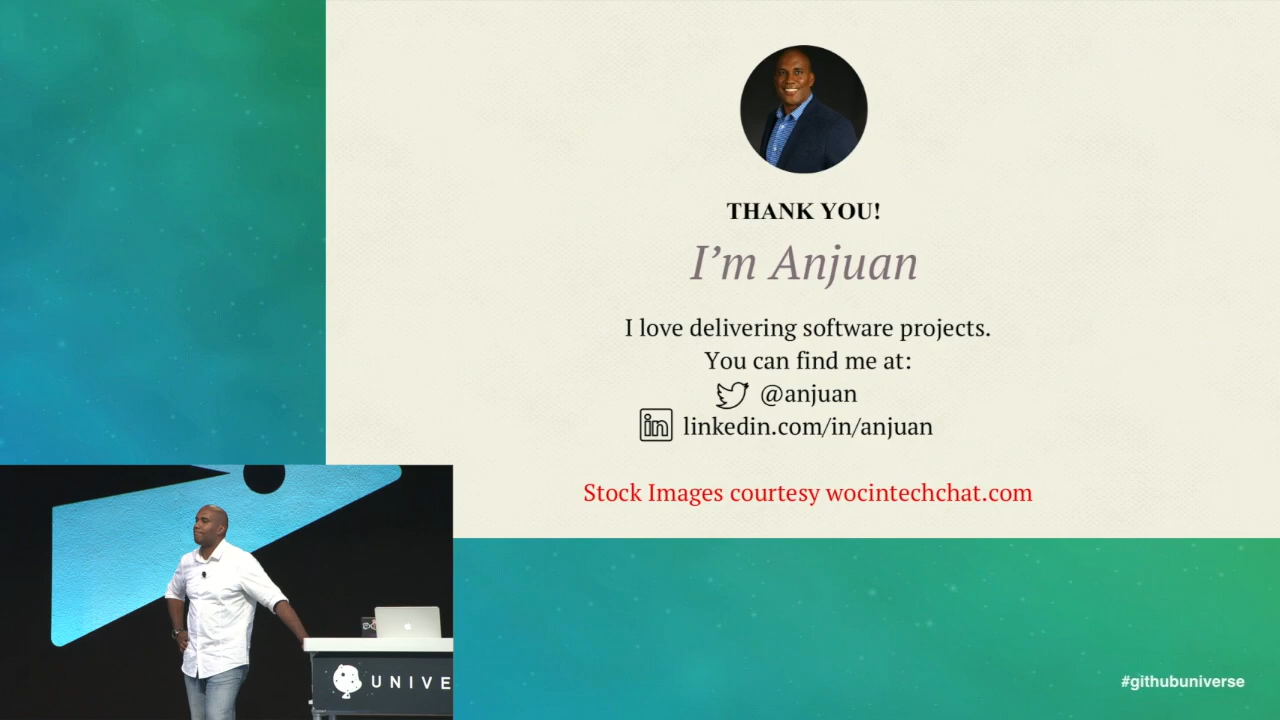 THANK YOU!
I’m Anjuan
I love delivering software projects.
You can find me at:
@anjuan
in linkedin.com/in/anjuan
Stock Images courtesy wocintechchat.com
UNIVE
#githubuniverse